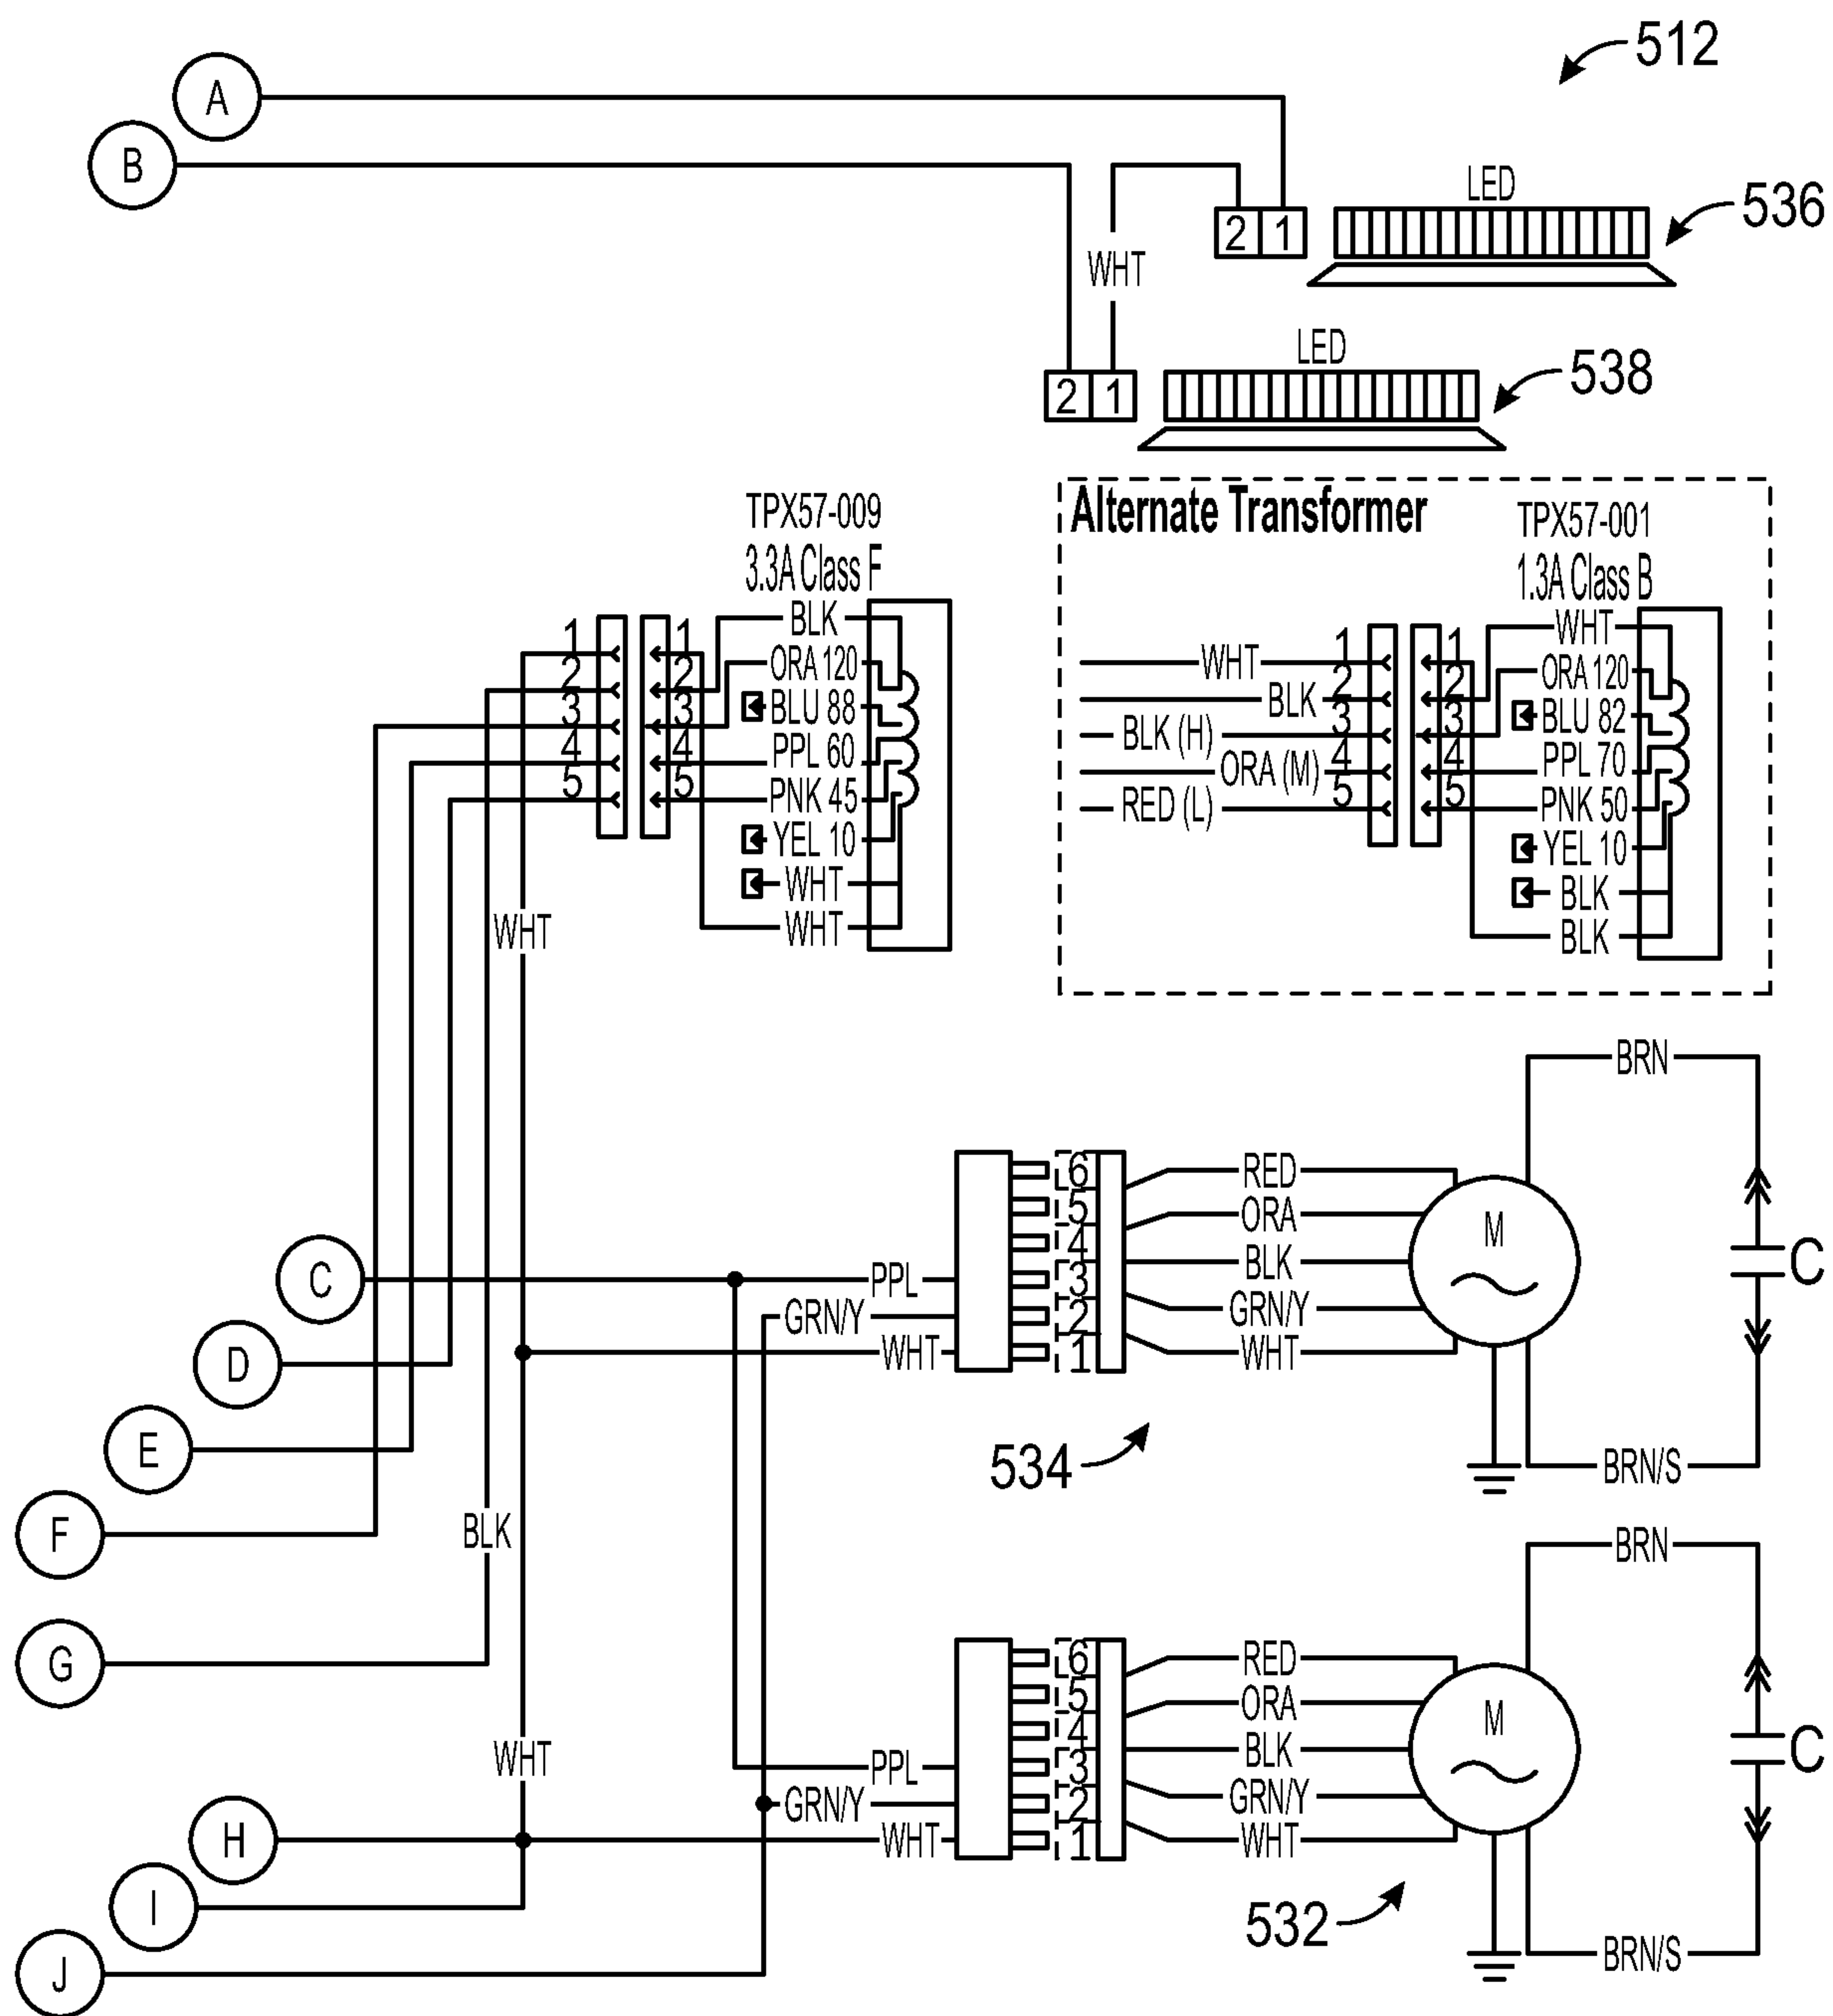 512
A
B
LED
536
2 1
WHT
LED
538
2 1
TPX57-009
3.3A Class F
1 1 BLK
2 2 ORA 120
3 3 BLU 88
4 4 PPL 60
5 5 PNK 45
YEL 10
WHT
WHT
WHT
Alternate Transformer
TPX57-001
1.3A Class B
WHT 1 1 WHT
BLK 2 2 ORA 120
BLK (H) 3 3 BLU 82
ORA (M) 4 4 PPL 70
RED (L) 5 5 PNK 50
YEL 10
BLK
BLK
BRN
6 RED
5 ORA
M
4 BLK
C
C PPL 3 GRN/Y
GRN/Y 2
WHT 1 WHT
D
E
534
BRN/S
F
BLK
BRN
G
6 RED
5 ORA
M
4 BLK
C
WHT
PPL 3 GRN/Y
GRN/Y 2
H WHT 1 WHT
I
532
BRN/S
J